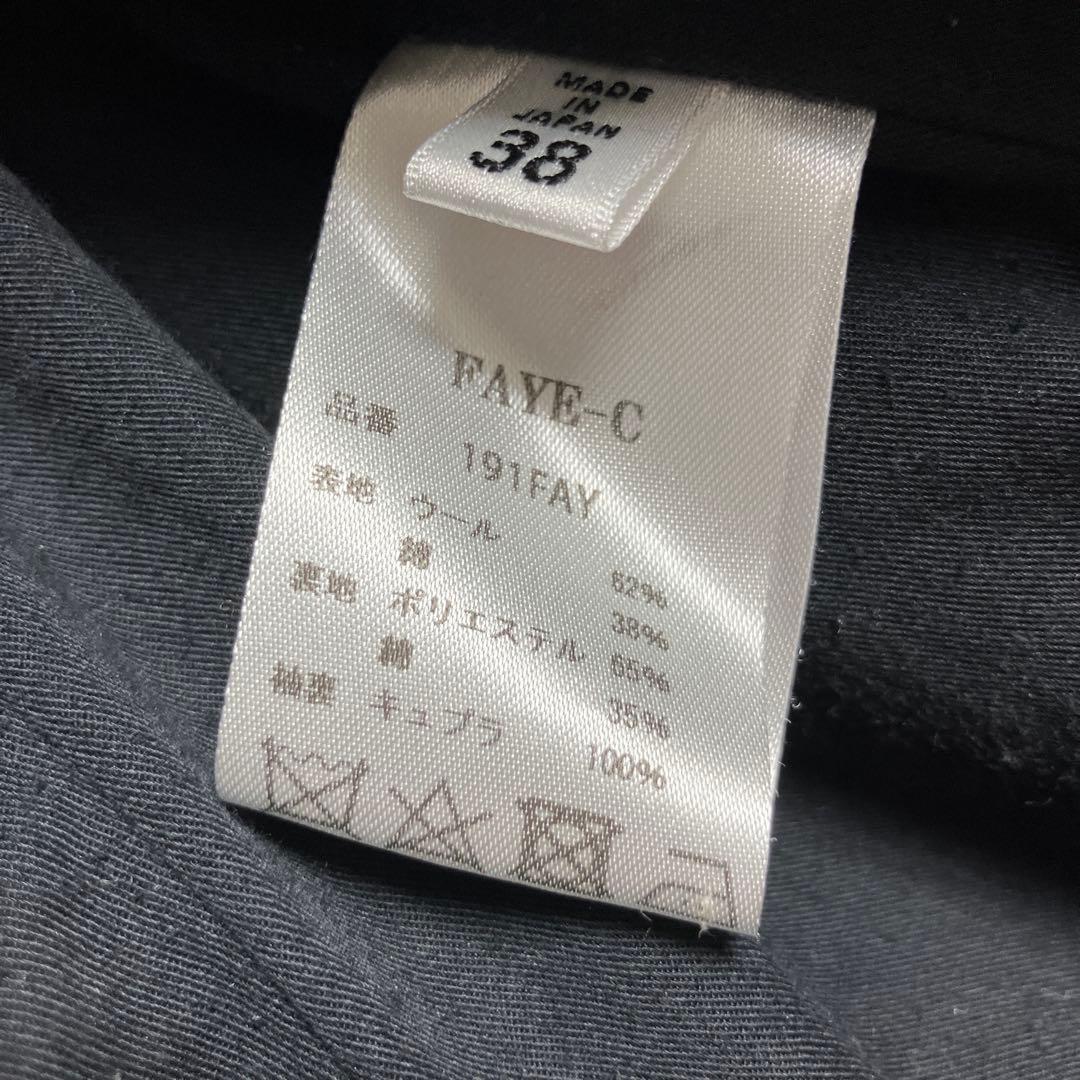 MADE
IN
JAPAN
38
FAYE-C
品番 191FAY
表地 ウール 62%
綿 38%
裏地 ポリエステル 65%
綿 35%
袖裏 キュプラ 100%